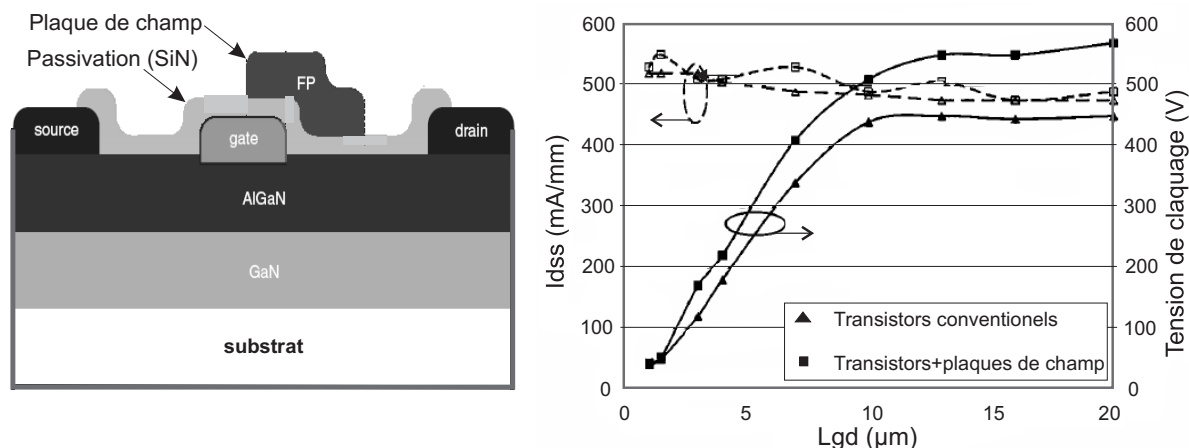 Plaque de champ
Passivation (SiN)
FP
source
gate
drain
AlGaN
GaN
substrat
600
500
400
300
200
100
0
Idss (mA/mm)
600
500
400
300
200
100
0
Tension de claquage (V)
Transistors conventionels
Transistors+plaques de champ
0
5
10
15
20
Lgd (µm)